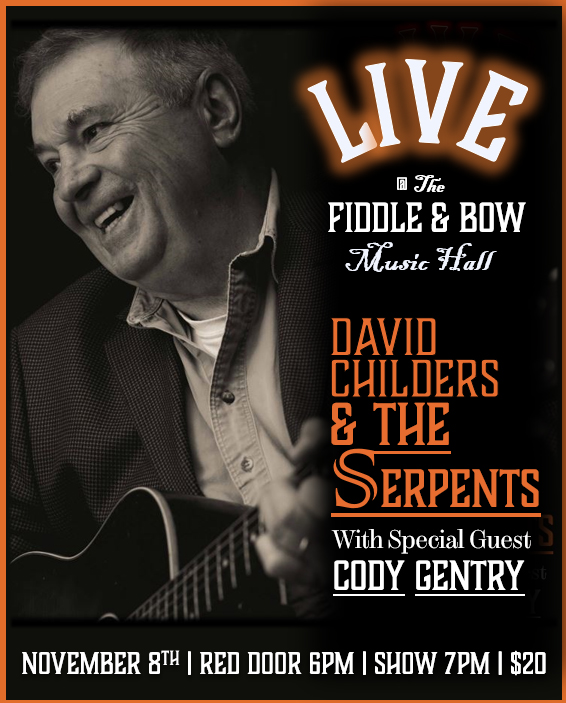 LIVE
@ The
FIDDLE & BOW
Music Hall
DAVID
CHILDERS
& THE
SERPENTS
With Special Guest
CODY GENTRY
NOVEMBER 8TH | RED DOOR 6PM | SHOW 7PM | $20